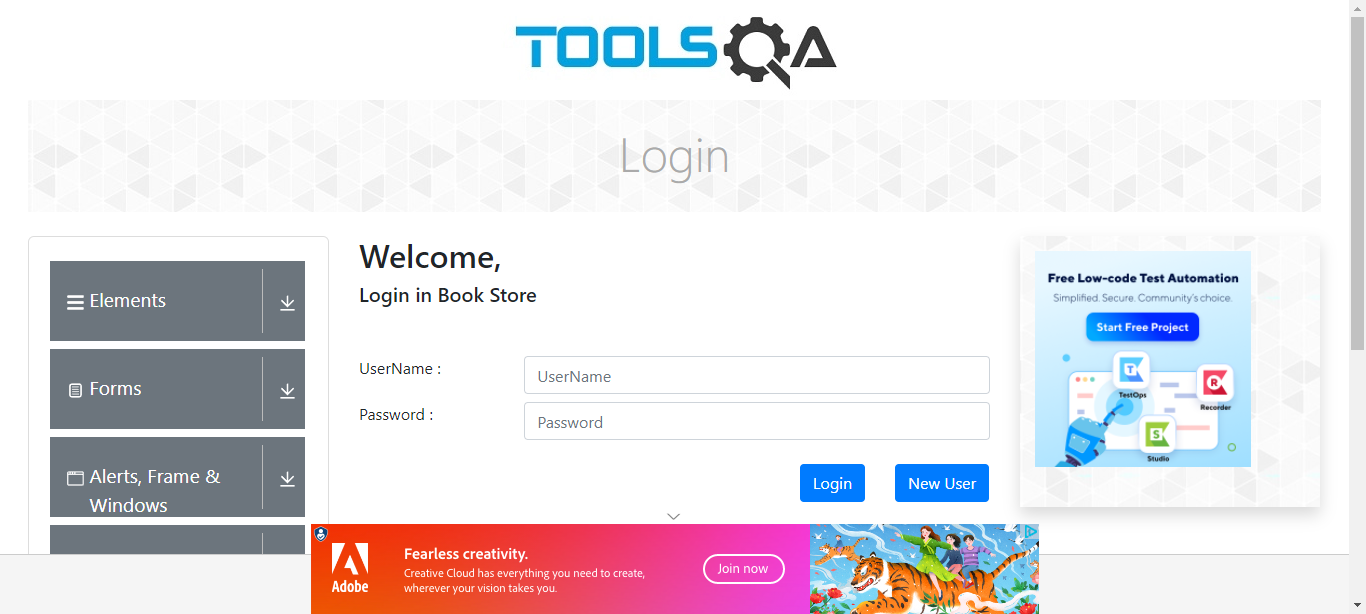 TOOLSQA
Login
Elements
Forms
Alerts, Frame &
Windows
Welcome,
Login in Book Store
UserName :
UserName
Password :
Password
Login
New User
Free Low-code Test Automation
Simplified. Secure. Community's choice.
Start Free Project
TestOps
Recorder
Studio
Adobe
Fearless creativity.
Creative Cloud has everything you need to create,
wherever your vision takes you.
Join now